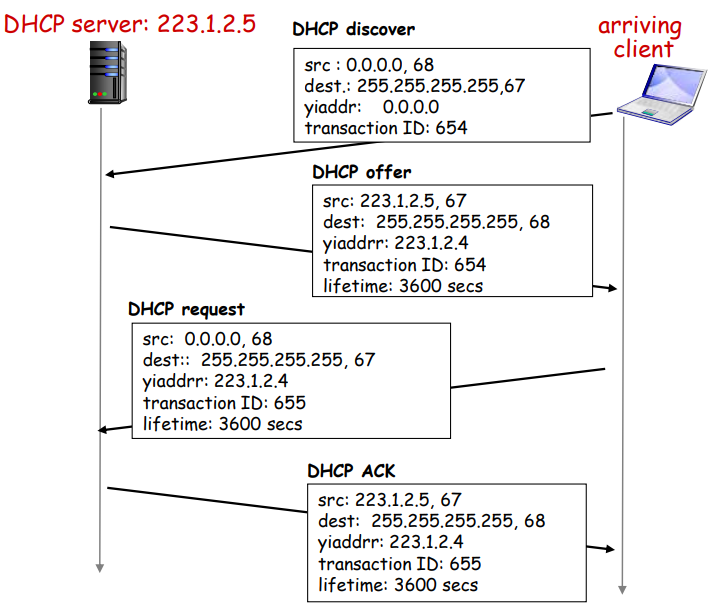 DHCP server: 223.1.2.5
arriving
client
DHCP discover
src : 0.0.0.0, 68
dest.: 255.255.255.255,67
yiaddr: 0.0.0.0
transaction ID: 654
DHCP offer
src: 223.1.2.5, 67
dest: 255.255.255.255, 68
yiaddrr: 223.1.2.4
transaction ID: 654
lifetime: 3600 secs
DHCP request
src: 0.0.0.0, 68
dest:: 255.255.255.255, 67
yiaddrr: 223.1.2.4
transaction ID: 655
lifetime: 3600 secs
DHCP ACK
src: 223.1.2.5, 67
dest: 255.255.255.255, 68
yiaddrr: 223.1.2.4
transaction ID: 655
lifetime: 3600 secs